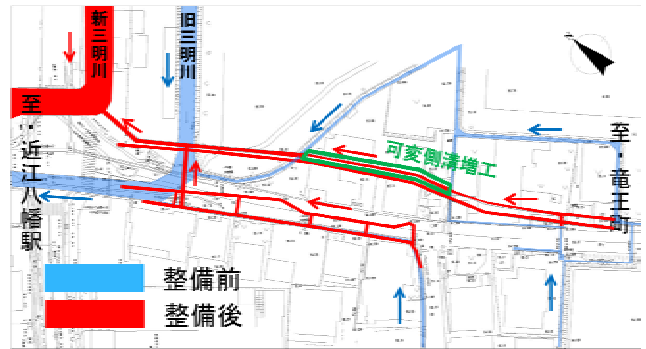 新三明川
旧三明川
至：近江八幡駅
可変側溝増工
至：竜王町
整備前
整備後